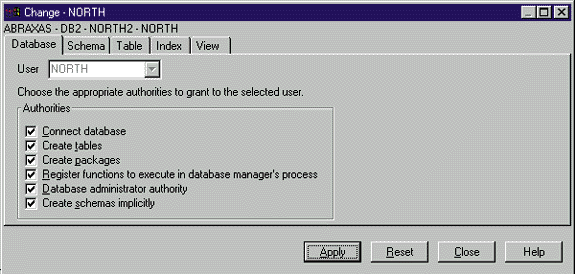 Change - NORTH
ABRAXAS - DB2 - NORTH2 - NORTH
Database Schema Table Index View
User NORTH
Choose the appropriate authorities to grant to the selected user.
Authorities
Connect database
Create tables
Create packages
Register functions to execute in database manager's process
Database administrator authority
Create schemas implicitly
Apply Reset Close Help